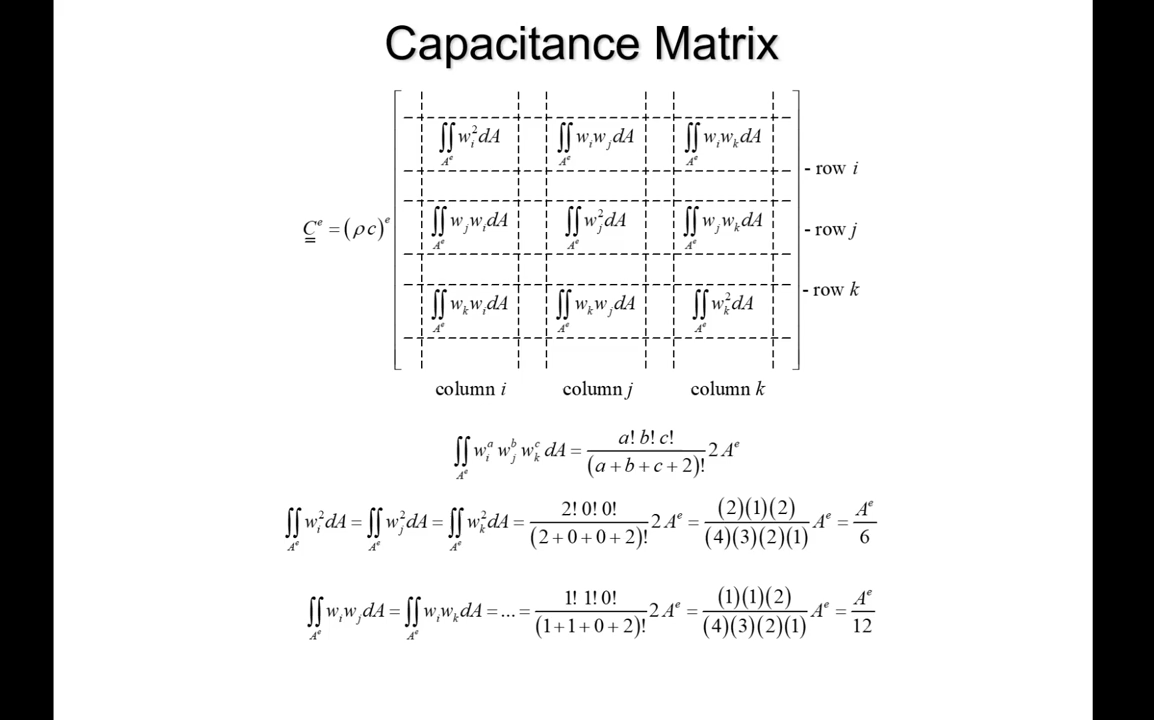 Capacitance Matrix
∬_{A^e} w_i^2 dA ∬_{A^e} w_i w_j dA ∬_{A^e} w_i w_k dA
- row i
C^e = (ρc)^e ∬_{A^e} w_j w_i dA ∬_{A^e} w_j^2 dA ∬_{A^e} w_j w_k dA - row j
- row k
∬_{A^e} w_k w_i dA ∬_{A^e} w_k w_j dA ∬_{A^e} w_k^2 dA
column i column j column k
∬_{A^e} w_i^a w_j^b w_k^c dA = a! b! c! / (a + b + c + 2)! 2 A^e
∬_{A^e} w_i^2 dA = ∬_{A^e} w_j^2 dA = ∬_{A^e} w_k^2 dA = 2! 0! 0! / (2 + 0 + 0 + 2)! 2 A^e = (2)(1)(2) / (4)(3)(2)(1) A^e = A^e / 6
∬_{A^e} w_i w_j dA = ∬_{A^e} w_i w_k dA = ... = 1! 1! 0! / (1 + 1 + 0 + 2)! 2 A^e = (1)(1)(2) / (4)(3)(2)(1) A^e = A^e / 12